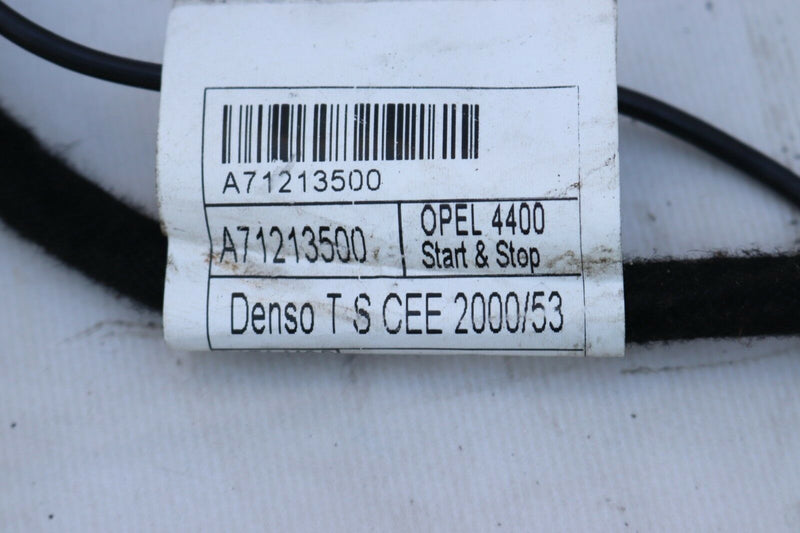 A71213500
A71213500
OPEL 4400
Start & Stop
Denso T S CEE 2000/53